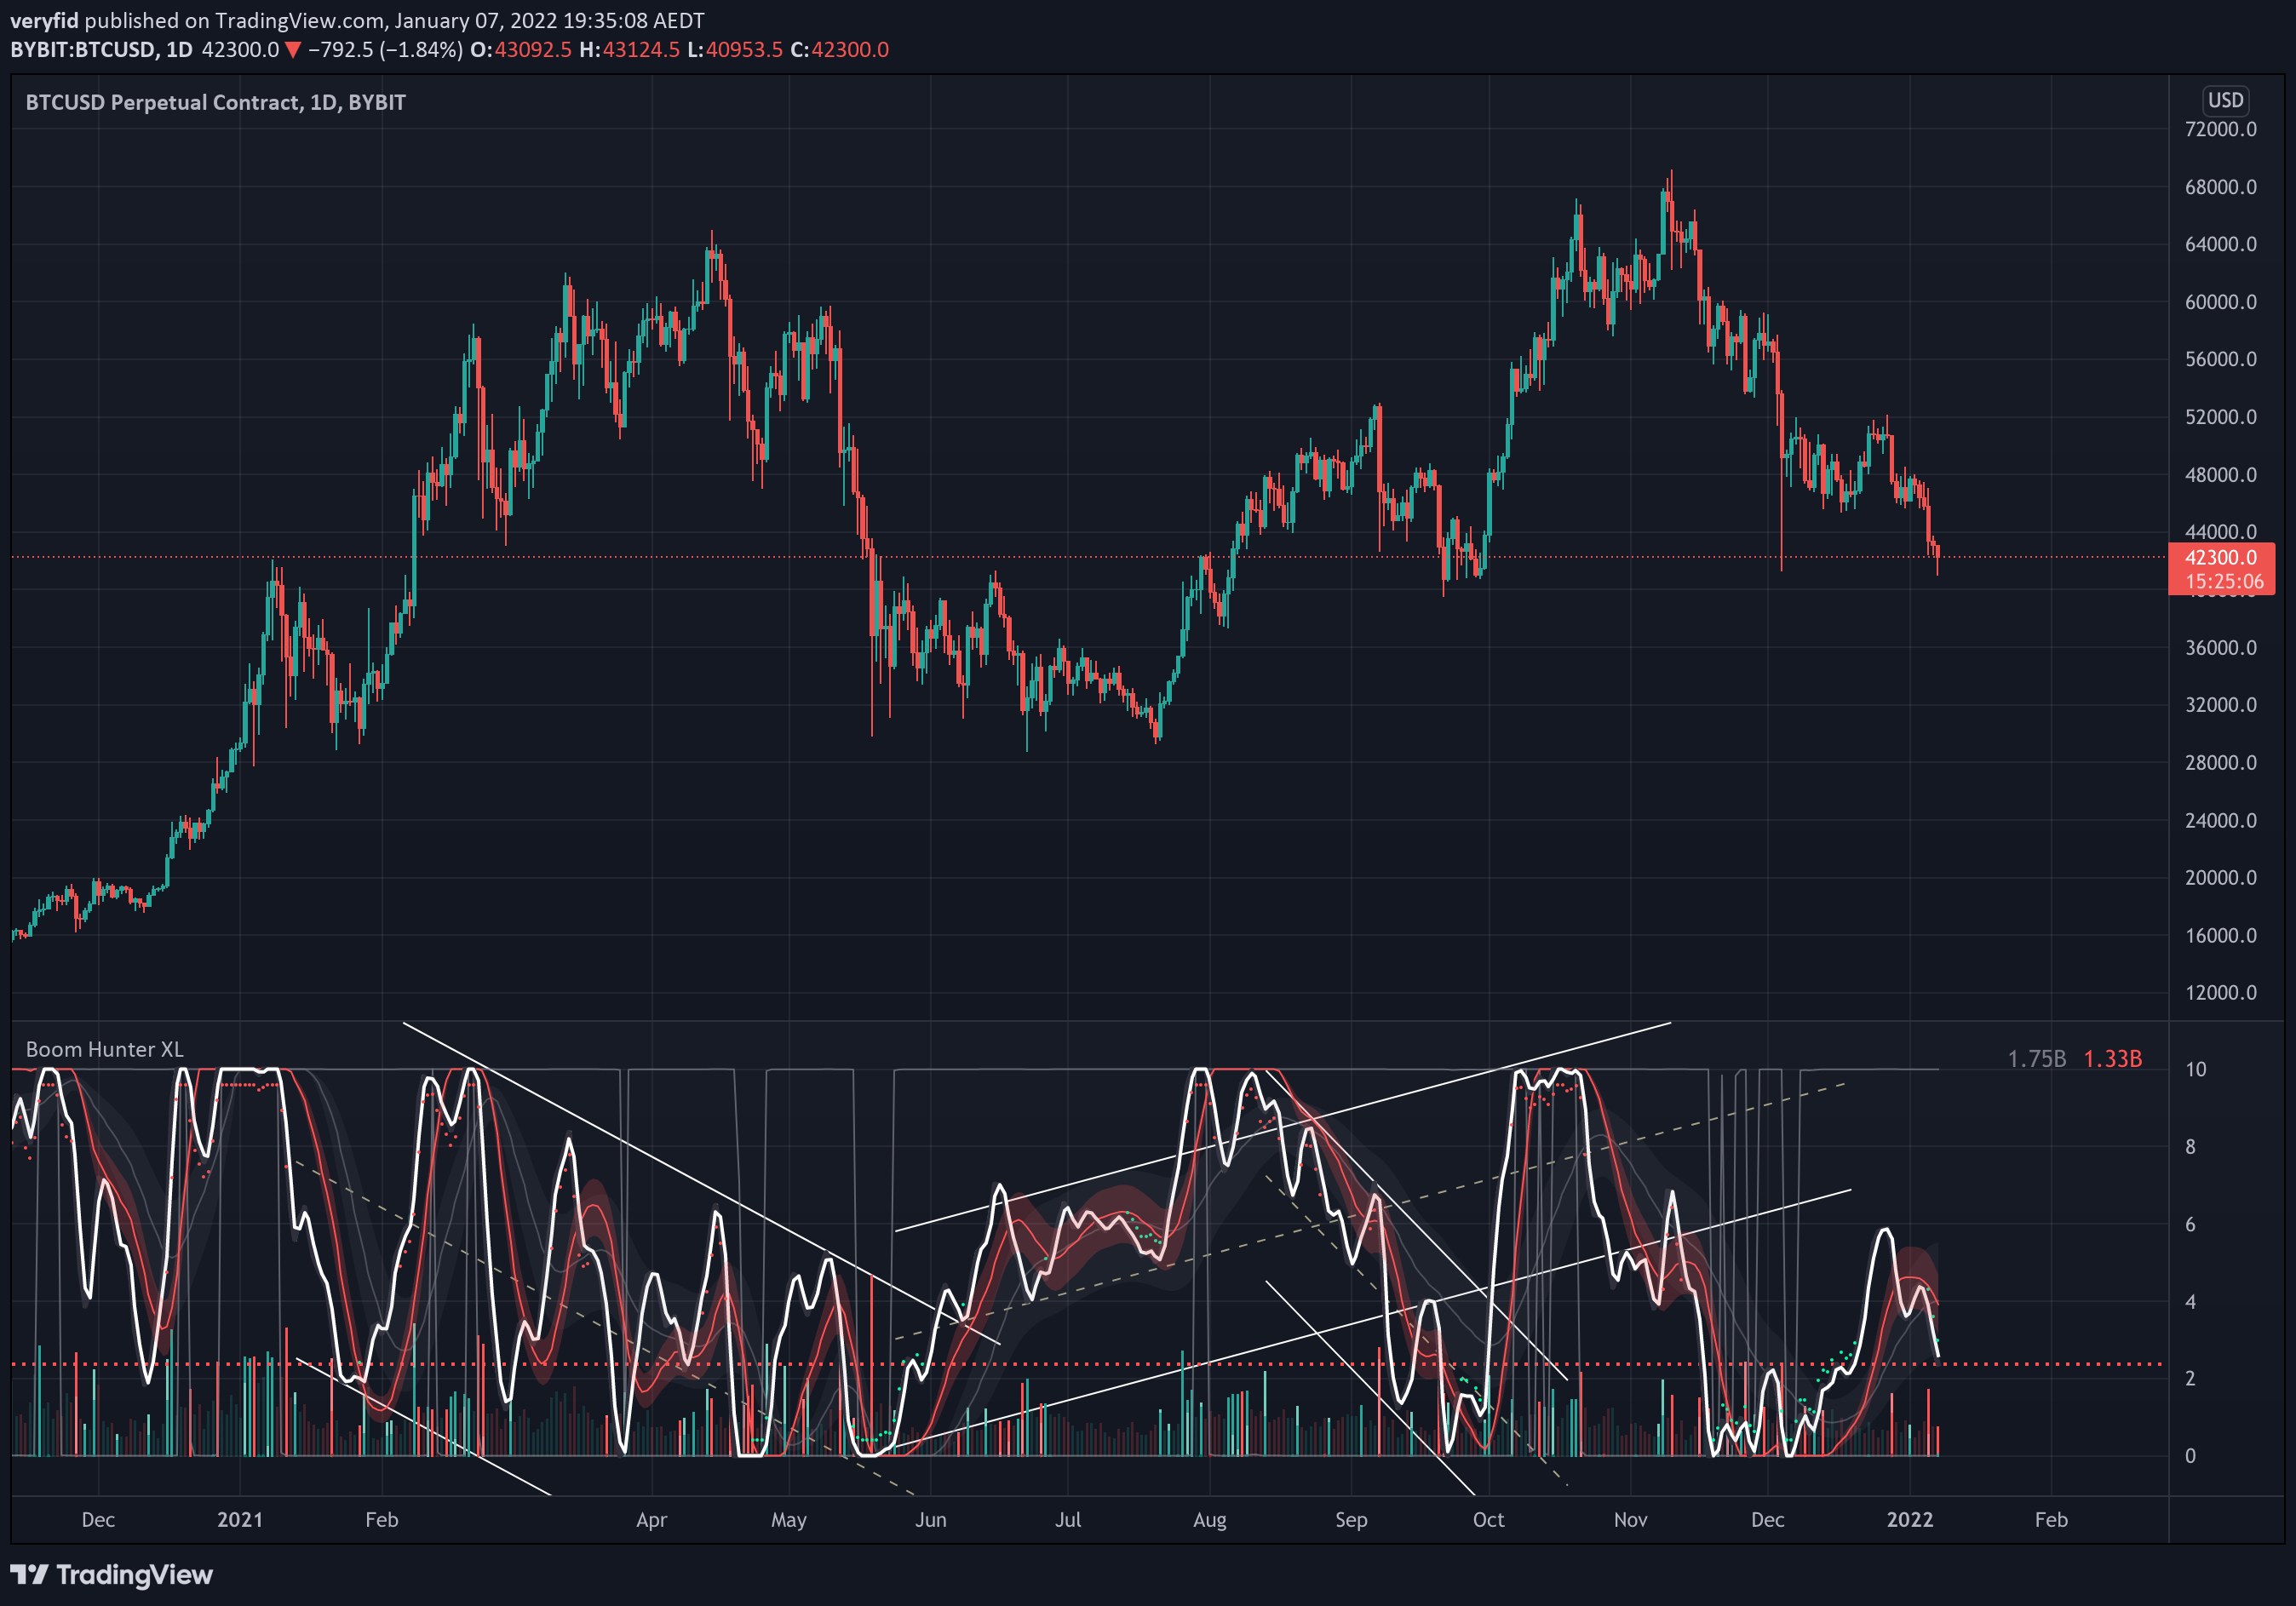 veryfid published on TradingView.com, January 07, 2022 19:35:08 AEDT
BYBIT:BTCUSD, 1D 42300.0 ▼ −792.5 (−1.84%) O:43092.5 H:43124.5 L:40953.5 C:42300.0
BTCUSD Perpetual Contract, 1D, BYBIT
USD
72000.0
68000.0
64000.0
60000.0
56000.0
52000.0
48000.0
44000.0
42300.0
15:25:06
36000.0
32000.0
28000.0
24000.0
20000.0
16000.0
12000.0
Boom Hunter XL
1.75B 1.33B
10
8
6
4
2
0
Dec 2021 Feb Apr May Jun Jul Aug Sep Oct Nov Dec 2022 Feb
TradingView